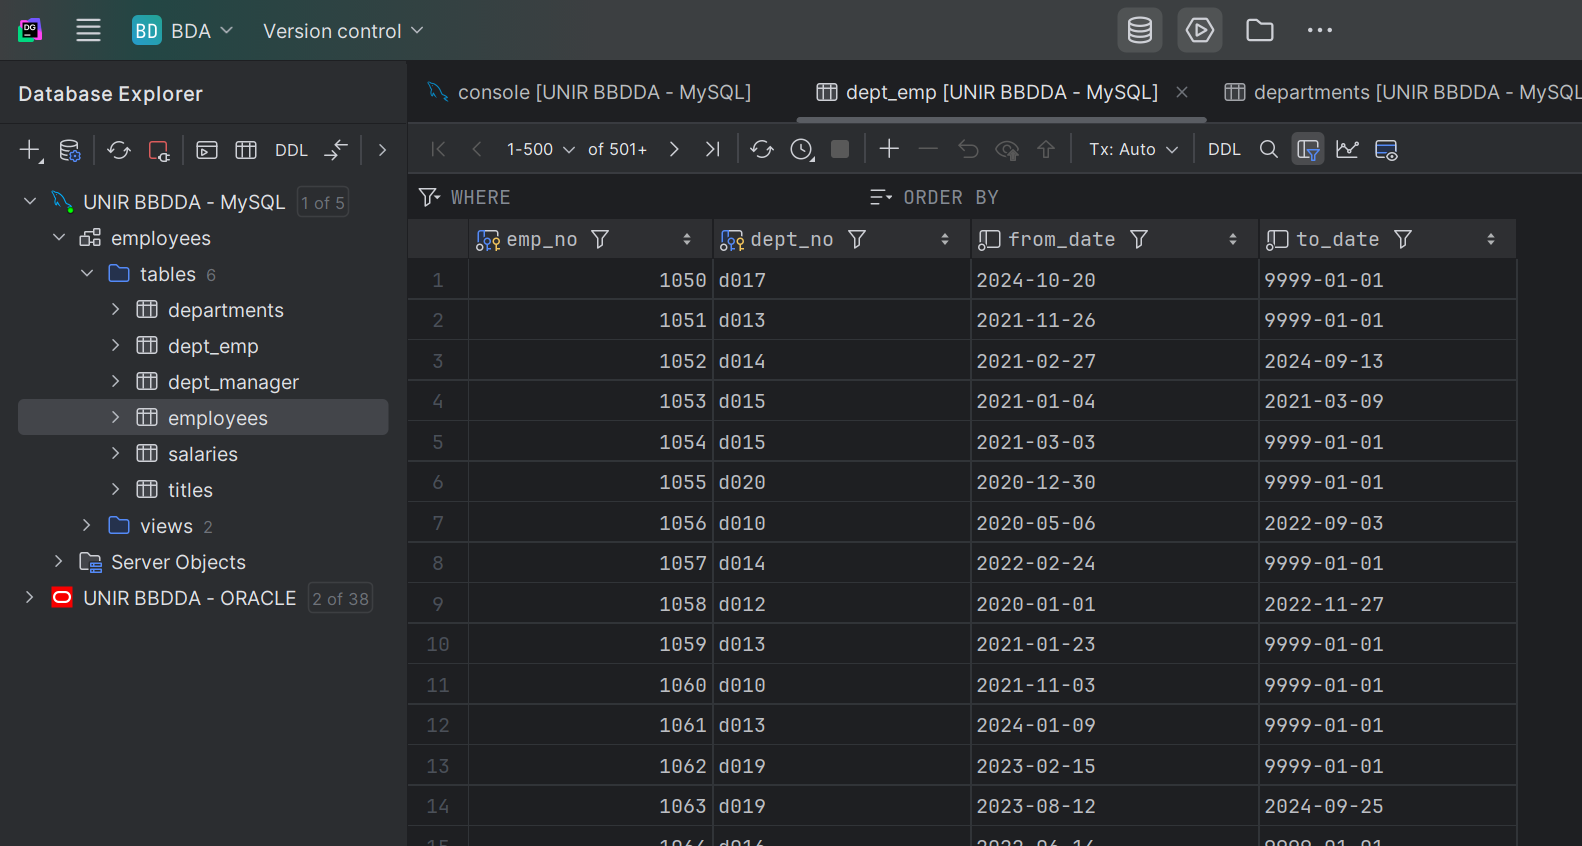 DG BD BDA Version control
Database Explorer
console [UNIR BBDDA - MySQL] dept_emp [UNIR BBDDA - MySQL] departments [UNIR BBDDA - MySQL
DDL 1-500 of 501+ Tx: Auto DDL
WHERE ORDER BY
UNIR BBDDA - MySQL 1 of 5
employees
tables 6
departments
dept_emp
dept_manager
employees
salaries
titles
views 2
Server Objects
UNIR BBDDA - ORACLE 2 of 38
emp_no dept_no from_date to_date
1 1050 d017 2024-10-20 9999-01-01
2 1051 d013 2021-11-26 9999-01-01
3 1052 d014 2021-02-27 2024-09-13
4 1053 d015 2021-01-04 2021-03-09
5 1054 d015 2021-03-03 9999-01-01
6 1055 d020 2020-12-30 9999-01-01
7 1056 d010 2020-05-06 2022-09-03
8 1057 d014 2022-02-24 9999-01-01
9 1058 d012 2020-01-01 2022-11-27
10 1059 d013 2021-01-23 9999-01-01
11 1060 d010 2021-11-03 9999-01-01
12 1061 d013 2024-01-09 9999-01-01
13 1062 d019 2023-02-15 9999-01-01
14 1063 d019 2023-08-12 2024-09-25